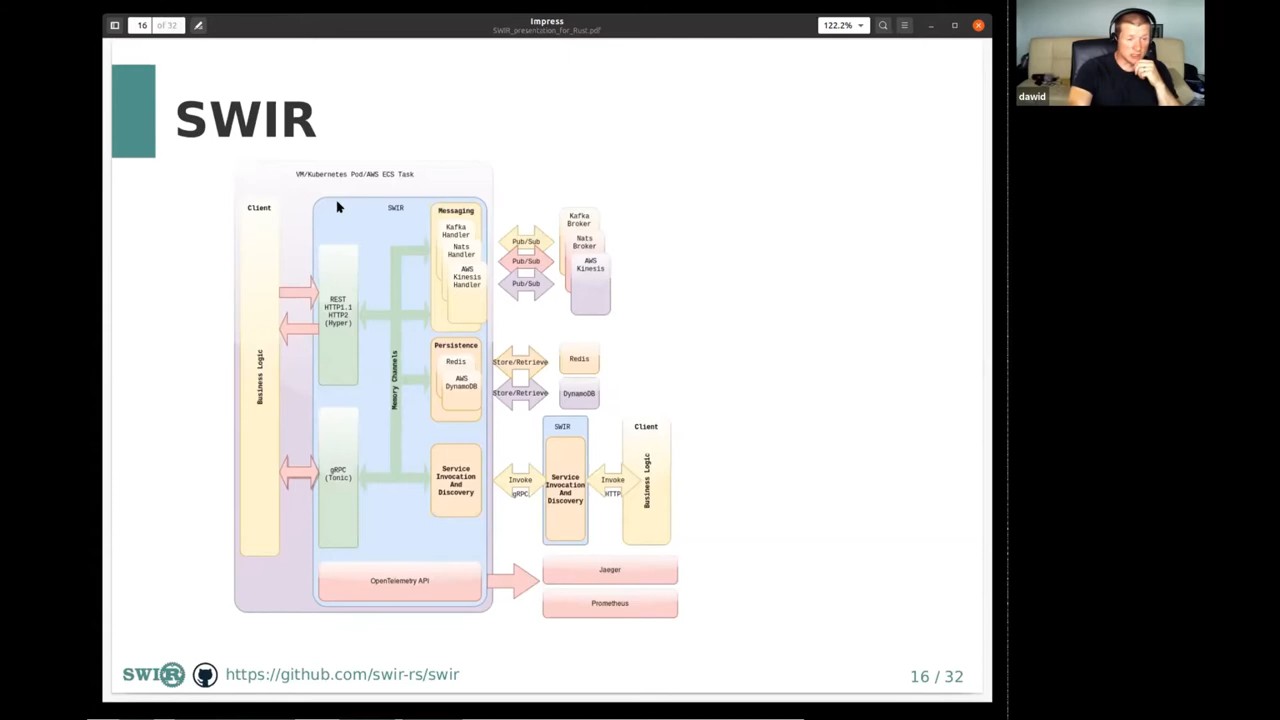 16 of 32
Impress
SWIR_presentation_for_Rust.pdf
122.2%
dawid
SWIR
VM/Kubernetes Pod/AWS ECS Task
Client
Business Logic
SWIR
REST
HTTP1.1
HTTP2
(Hyper)
gRPC
(Tonic)
Memory Channels
Messaging
Kafka
Handler
Nats
Handler
AWS
Kinesis
Handler
Pub/Sub
Pub/Sub
Pub/Sub
Kafka
Broker
Nats
Broker
AWS
Kinesis
Persistence
Redis
AWS
DynamoDB
Store/Retrieve
Store/Retrieve
Redis
DynamoDB
Service
Invocation
And
Discovery
Invoke
gRPC
SWIR
Service
Invocation
And
Discovery
Invoke
HTTP
Client
Business Logic
OpenTelemetry API
Jaeger
Prometheus
SWIR
https://github.com/swir-rs/swir
16 / 32